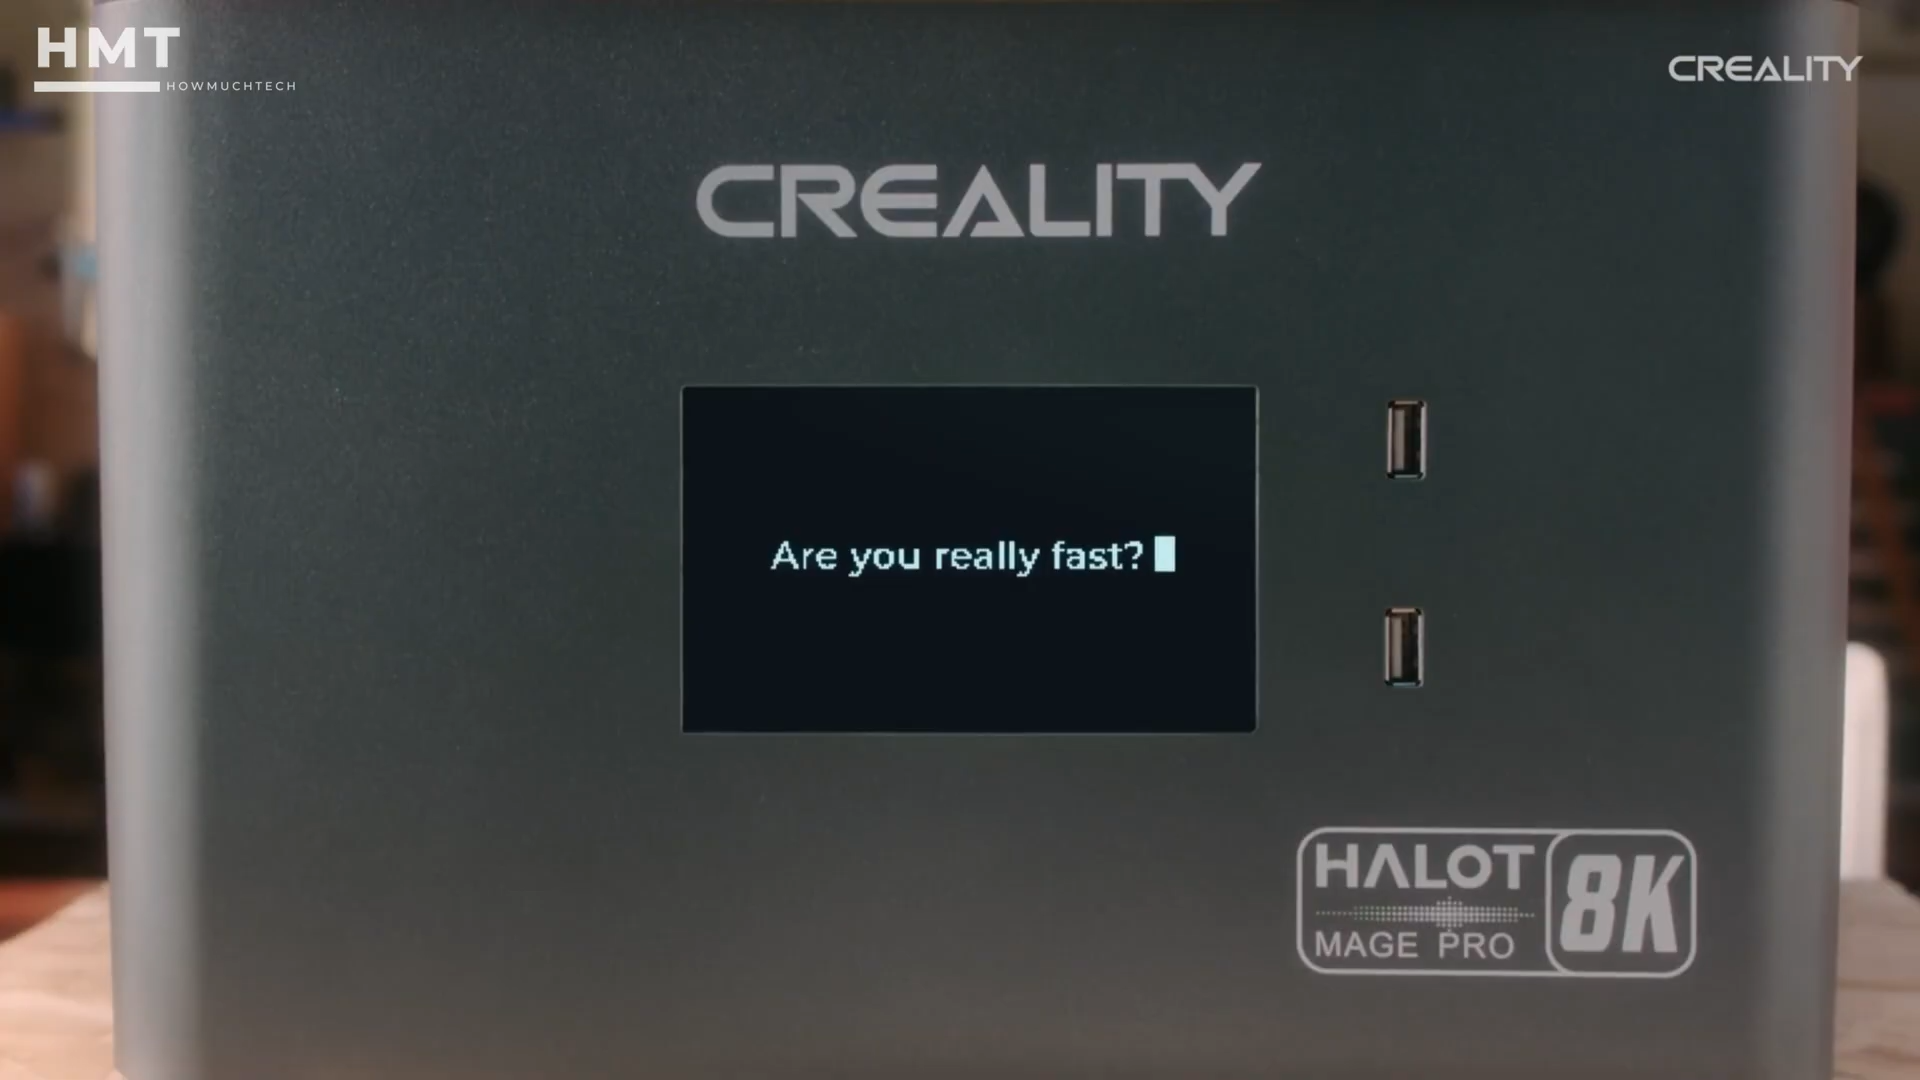 HMT
HOWMUCHTECH
CREALITY
CREALITY
Are you really fast?
HALOT
MAGE PRO
8K